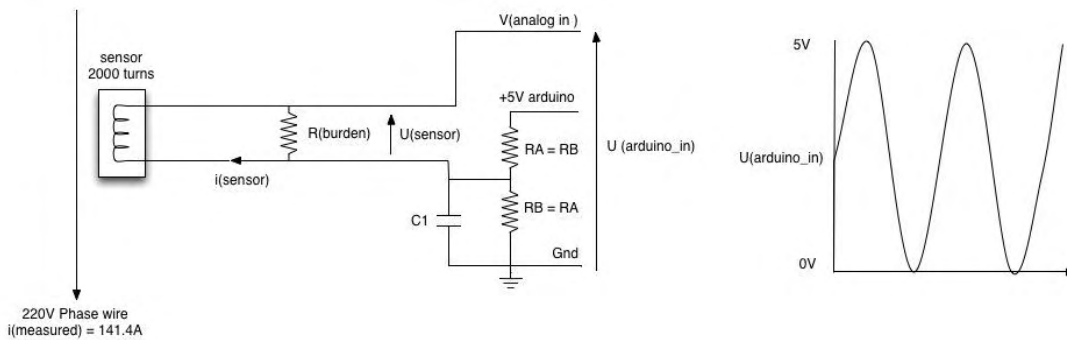 sensor
2000 turns
R(burden)
U(sensor)
i(sensor)
V(analog in )
+5V arduino
RA = RB
U (arduino_in)
RB = RA
C1
Gnd
220V Phase wire
i(measured) = 141.4A
5V
U(arduino_in)
0V